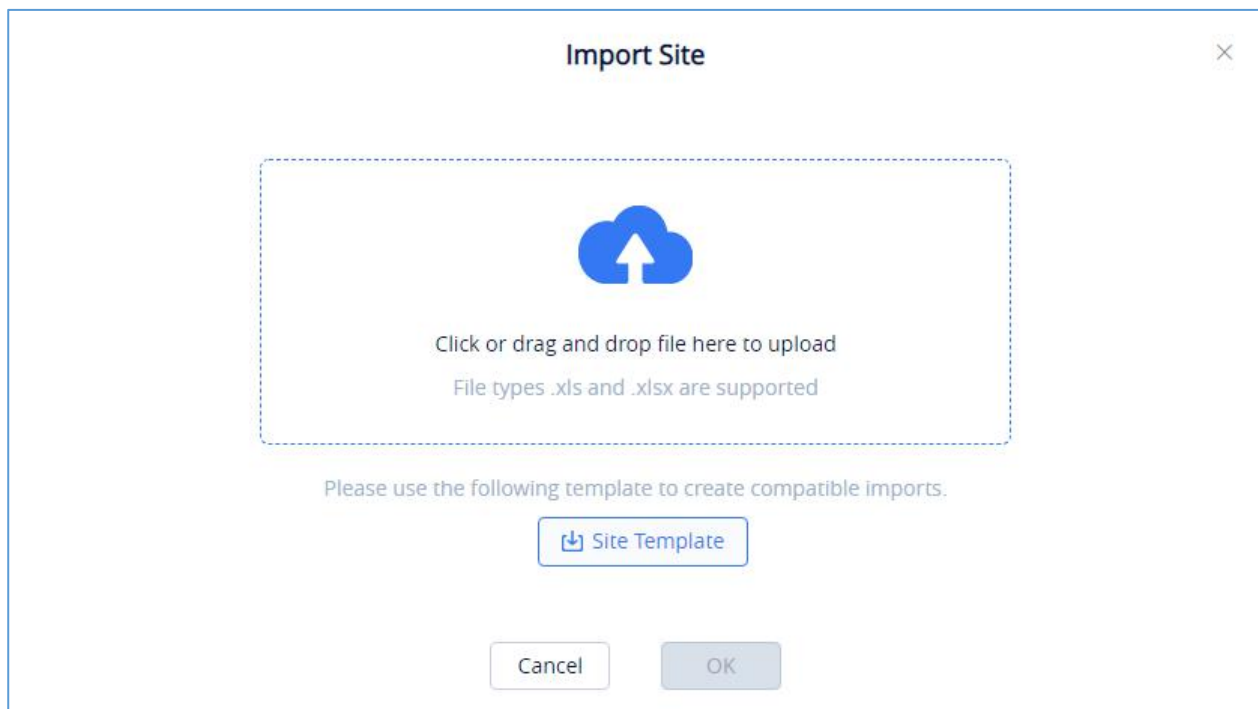 Import Site
Click or drag and drop file here to upload
File types .xls and .xlsx are supported
Please use the following template to create compatible imports.
Site Template
Cancel
OK